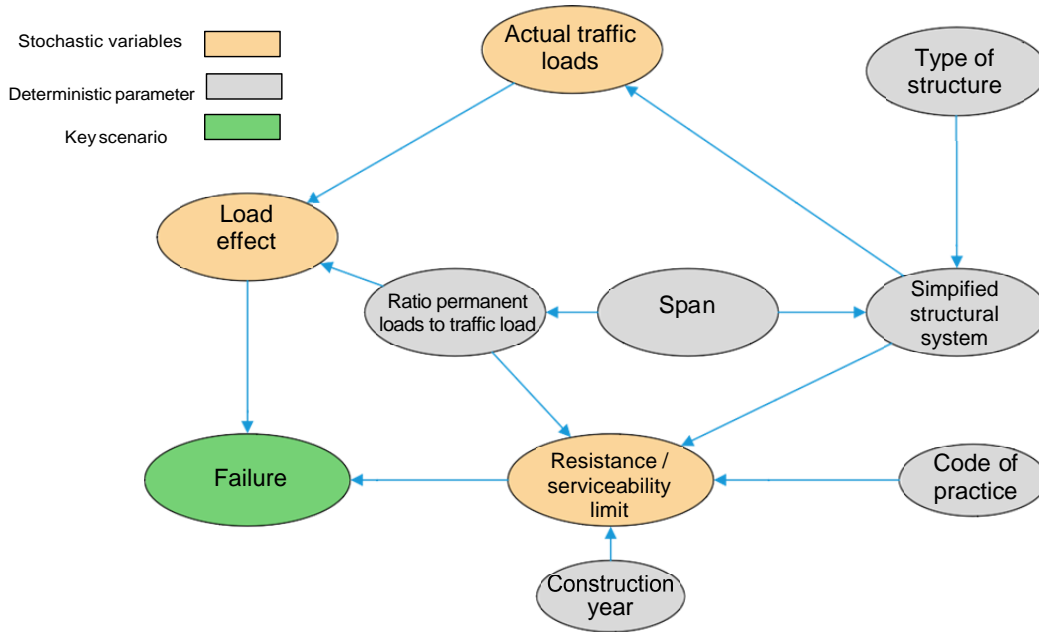 Stochastic variables
Deterministic parameter
Key scenario
Actual traffic
loads
Type of
structure
Load
effect
Ratio permanent
loads to traffic load
Span
Simpified
structural
system
Failure
Resistance /
serviceability
limit
Code of
practice
Construction
year